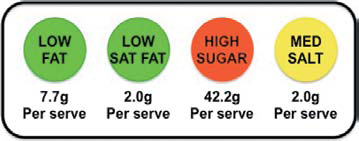 LOW FAT
LOW SAT FAT
HIGH SUGAR
MED SALT
7.7g Per serve
2.0g Per serve
42.2g Per serve
2.0g Per serve